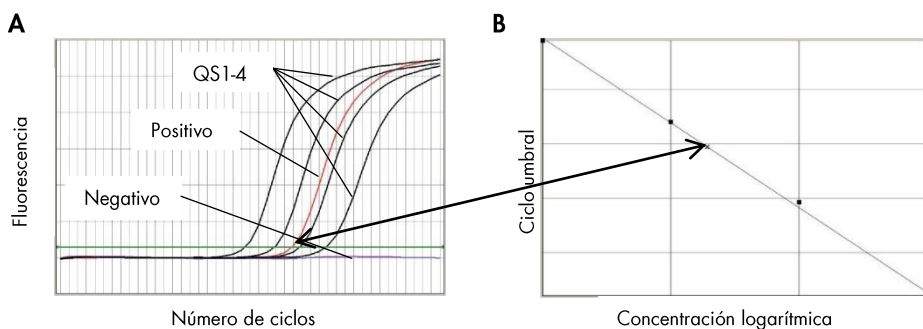 A
B
QS1-4
Positivo
Negativo
Fluorescencia
Número de ciclos
Ciclo umbral
Concentración logarítmica